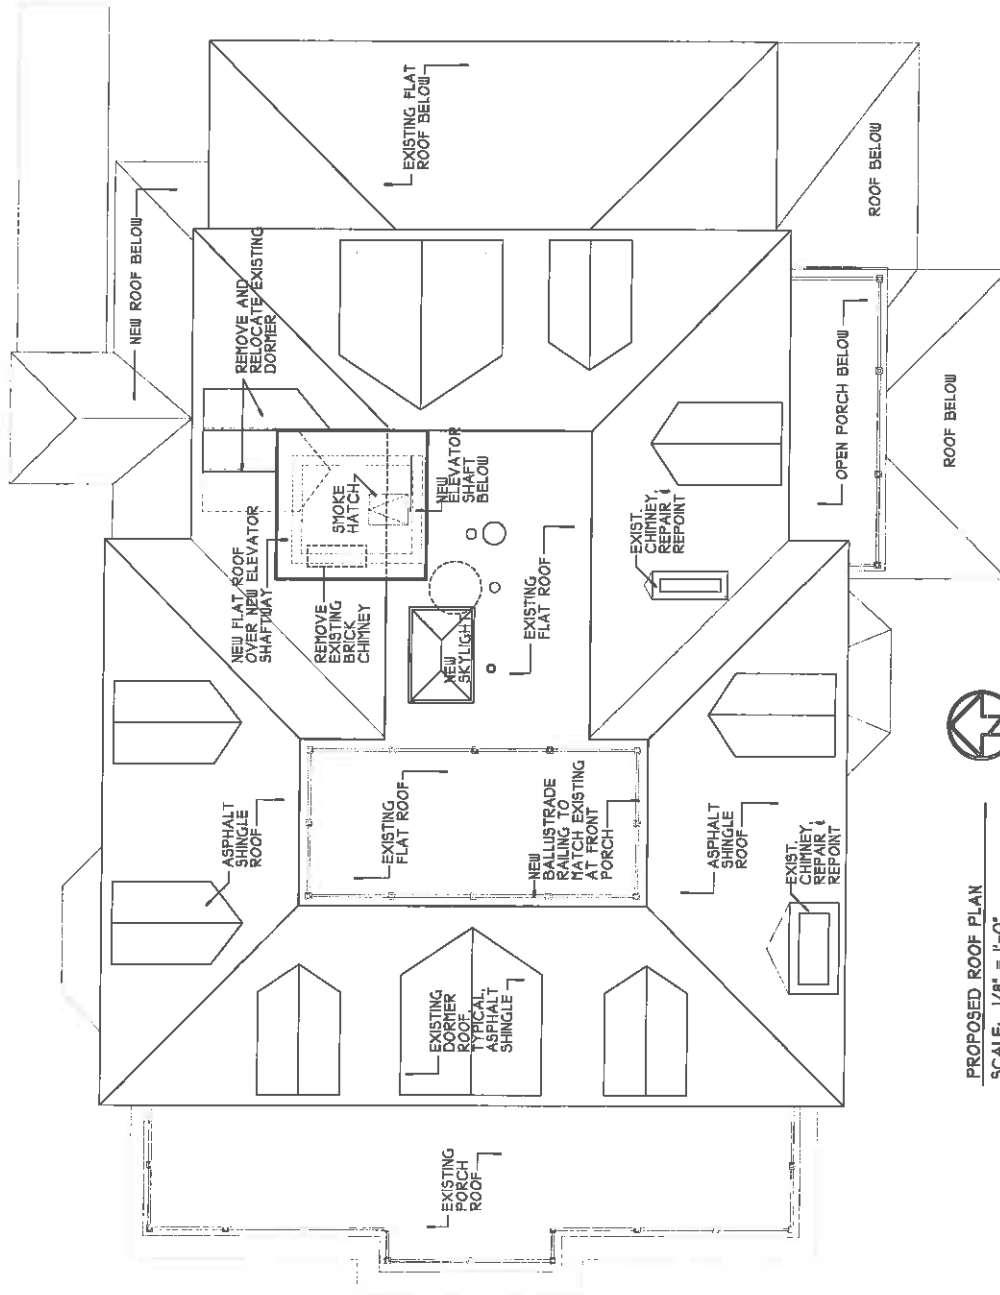 EXISTING FLAT
ROOF BELOW
ROOF BELOW
NEW ROOF BELOW
REMOVE AND
RELOCATE EXISTING
DORMER
OPEN PORCH BELOW
ROOF BELOW
NEW FLAT ROOF
OVER NEW ELEVATOR
SHAFTWAY
SMOKE
HATCH
NEW
ELEVATOR
SHAFT
BELOW
REMOVE
EXISTING
BRICK
CHIMNEY
NEW
SKYLIGHT
EXISTING
FLAT ROOF
EXIST.
CHIMNEY,
REPAIR &
REPOINT
ASPHALT
SHINGLE
ROOF
EXISTING
FLAT ROOF
NEW
BALLUSTRADE
RAILING TO
MATCH EXISTING
AT FRONT
PORCH
ASPHALT
SHINGLE
ROOF
EXIST.
CHIMNEY,
REPAIR &
REPOINT
EXISTING
DORMER
ROOF,
TYPICAL,
ASPHALT
SHINGLE
EXISTING
PORCH
ROOF
N
PROPOSED ROOF PLAN
SCALE: 1/8" = 1'-0"